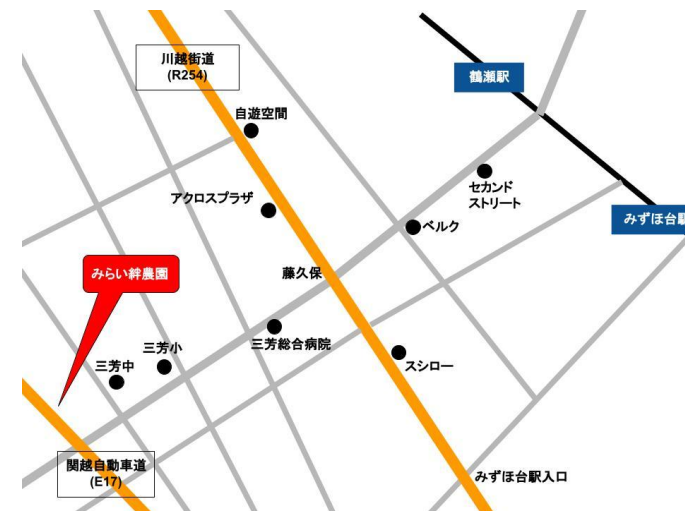 川越街道
(R254)
鶴瀬駅
自遊空間
セカンド
ストリート
アクロスプラザ
みずほ台駅
ベルク
みらい絆農園
藤久保
三芳総合病院
三芳小
三芳中
スシロー
関越自動車道
(E17)
みずほ台駅入口